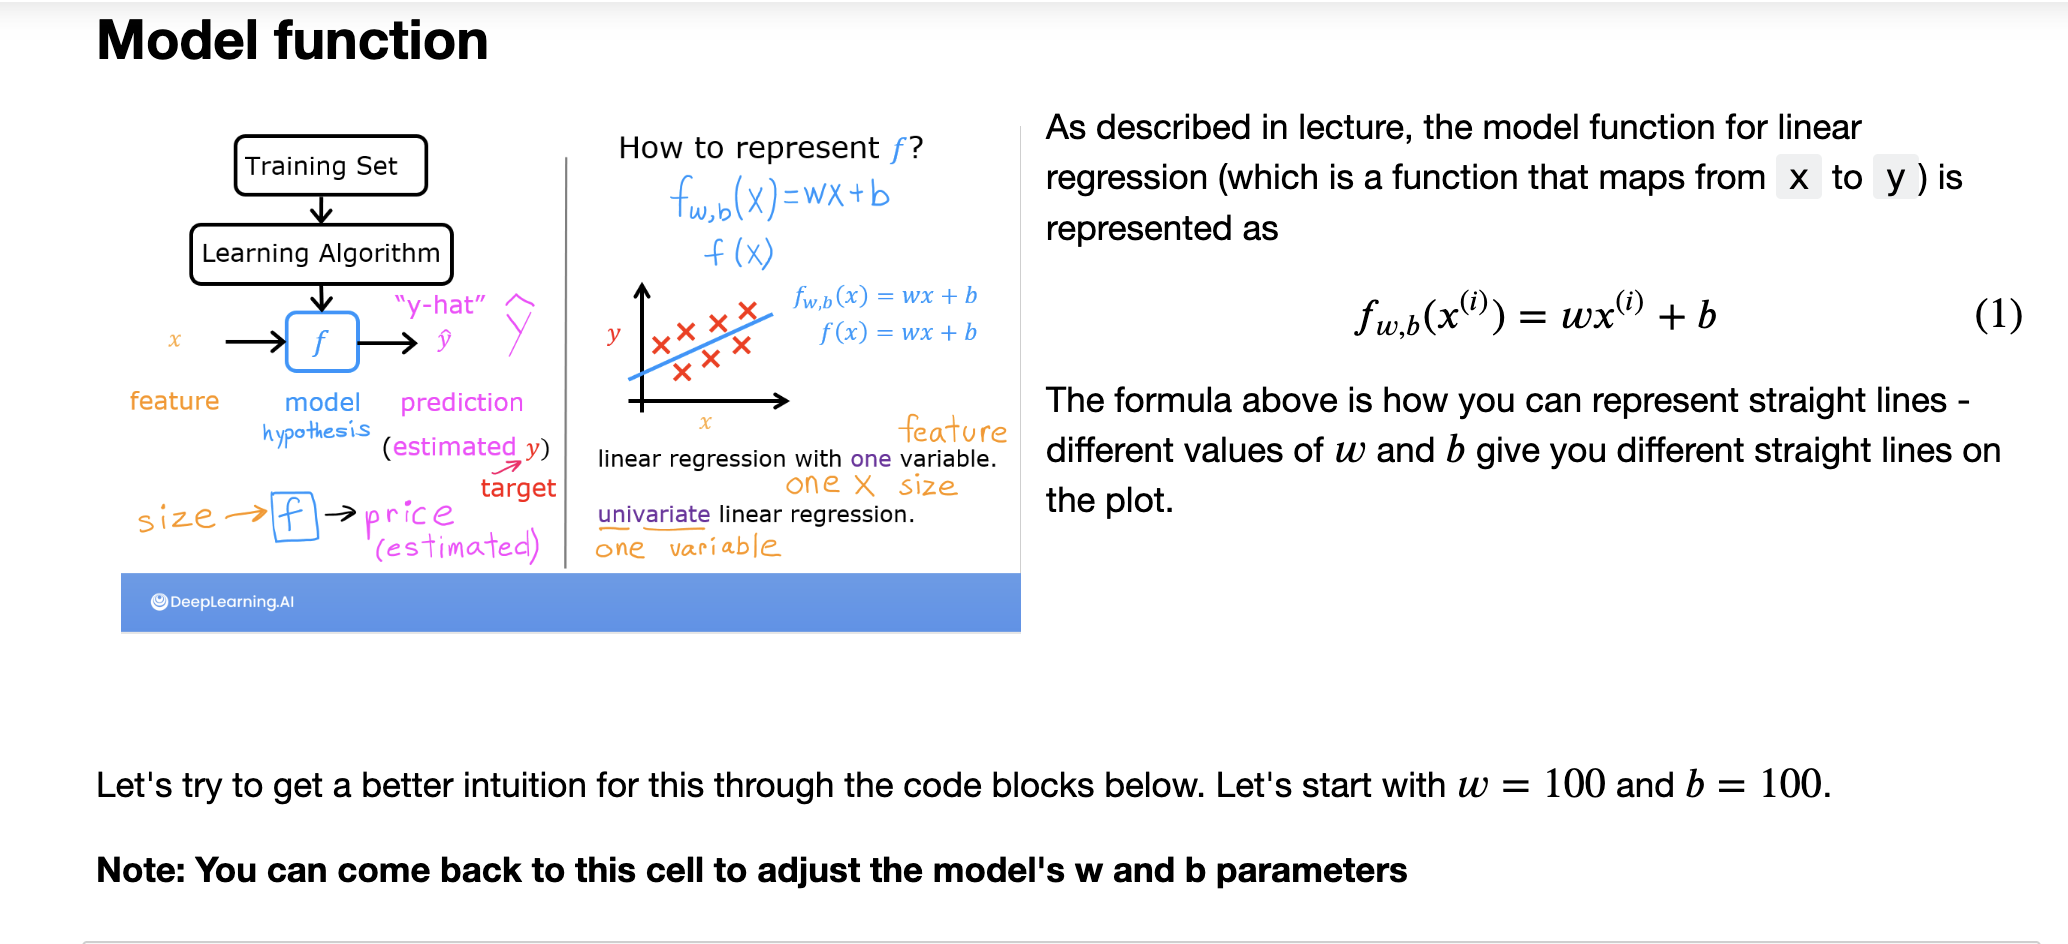 Model function
Training Set
Learning Algorithm
"y-hat"
x
f
ŷ
ŷ
feature
model
prediction
hypothesis
(estimated y)
target
size → f → price
(estimated)
How to represent f?
fw,b(x)=wx+b
f(x)
y
fw,b(x) = wx + b
f(x) = wx + b
x
feature
linear regression with one variable.
one x size
univariate linear regression.
one variable
DeepLearning.AI
As described in lecture, the model function for linear
regression (which is a function that maps from x to y ) is
represented as
fw,b(x(i)) = wx(i) + b (1)
The formula above is how you can represent straight lines -
different values of w and b give you different straight lines on
the plot.
Let's try to get a better intuition for this through the code blocks below. Let's start with w = 100 and b = 100.
Note: You can come back to this cell to adjust the model's w and b parameters